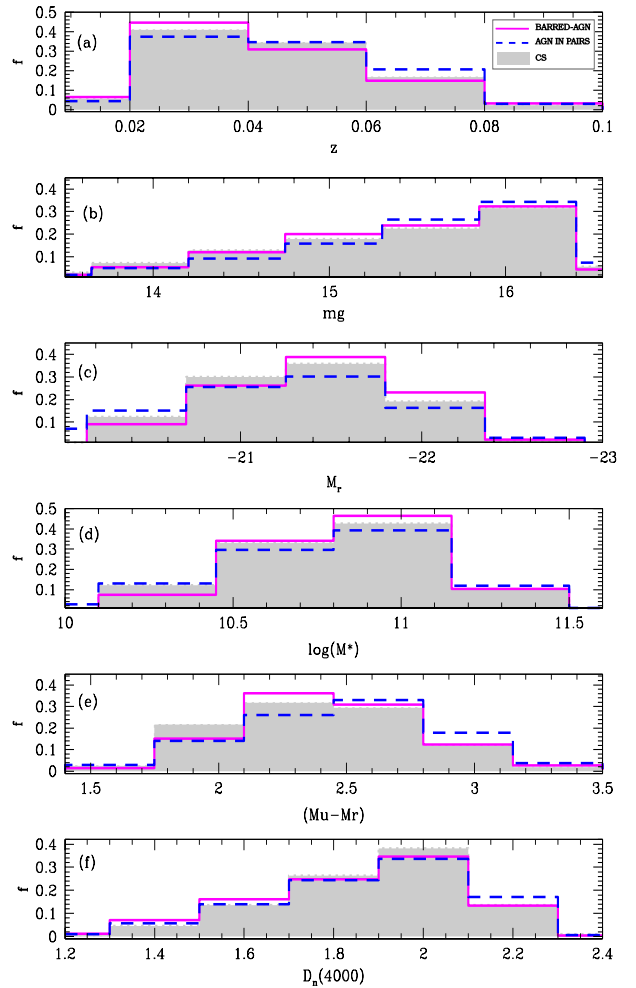 0.5
0.4
0.3
0.2
0.1
0
f
(a)
BARRED-AGN
AGN IN PAIRS
CS
0.02 0.04 0.06 0.08 0.1
z
0.4
0.3
0.2
0.1
f
(b)
14 15 16
mg
0.4
0.3
0.2
0.1
f
(c)
-21 -22 -23
M_r
0.5
0.4
0.3
0.2
0.1
f
(d)
10 10.5 11 11.5
log(M*)
0.4
0.3
0.2
0.1
0
f
(e)
1.5 2 2.5 3 3.5
(Mu-Mr)
0.4
0.3
0.2
0.1
0
f
(f)
1.2 1.4 1.6 1.8 2 2.2 2.4
D_n(4000)